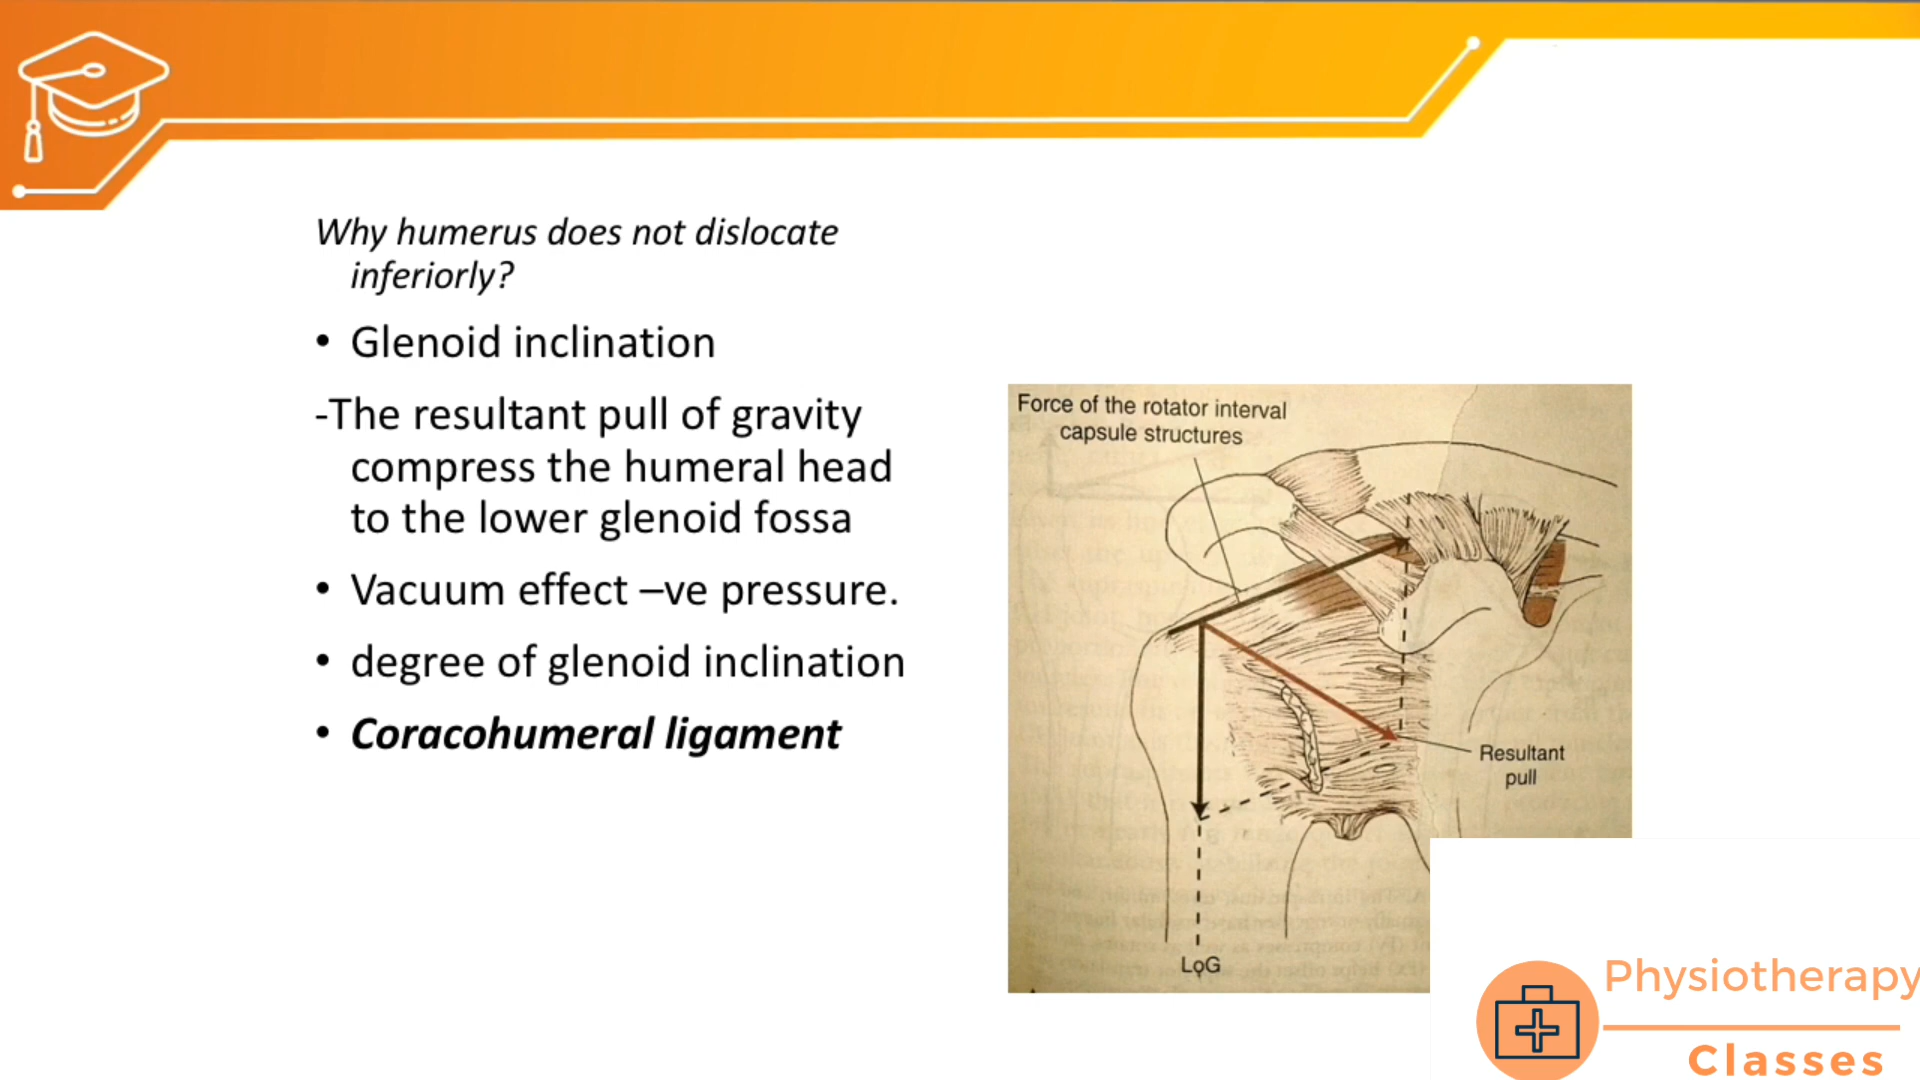 Why humerus does not dislocate
inferiorly?
• Glenoid inclination
-The resultant pull of gravity
compress the humeral head
to the lower glenoid fossa
• Vacuum effect –ve pressure.
• degree of glenoid inclination
• Coracohumeral ligament
Force of the rotator interval
capsule structures
Resultant
pull
LoG
Physiotherapy
Classes